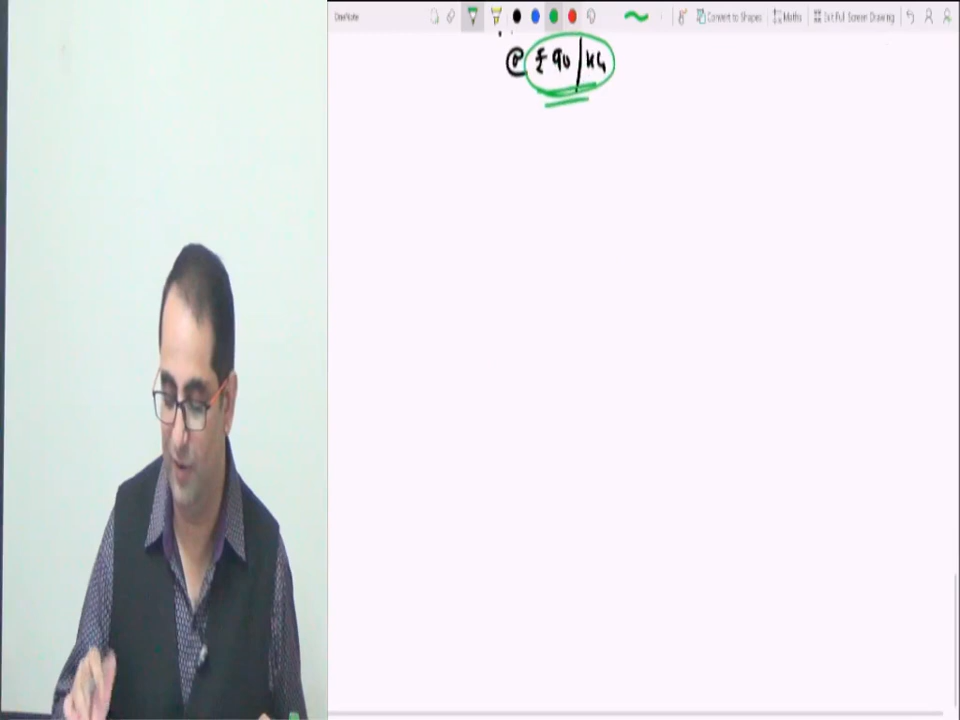 OneNote Convert to Shapes Maths Exit Full Screen Drawing
@ ₹ 90/KG